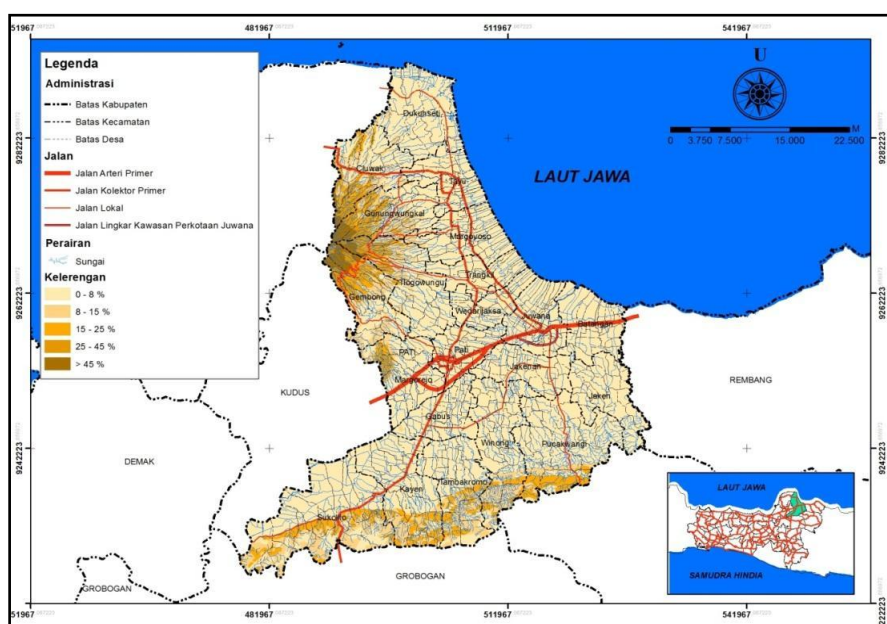 51967
481967
511967
541967
Legenda
Administrasi
Batas Kabupaten
Batas Kecamatan
Batas Desa
Jalan
Jalan Arteri Primer
Jalan Kolektor Primer
Jalan Lokal
Jalan Lingkar Kawasan Perkotaan Juwana
Perairan
Sungai
Kelerengan
0 - 8 %
8 - 15 %
15 - 25 %
25 - 45 %
> 45 %
U
M
0 3.750 7.500 15.000 22.500
LAUT JAWA
9282223
9282223
Dukuhseti
Cluwak
Tayu
Gunungwungkal
Margoyoso
Trangkil
9262223
9262223
Tlogowungu
Gembong
Wedarijaksa
Juwana
Batangan
PATI
Pati
Margorejo
Jakenan
KUDUS
REMBANG
Jaken
Gabus
9242223
9242223
DEMAK
Winong
Pucakwangi
Kayen
Tambakromo
Sukolilo
LAUT JAWA
SAMUDRA HINDIA
GROBOGAN
GROBOGAN
51967
481967
511967
541967